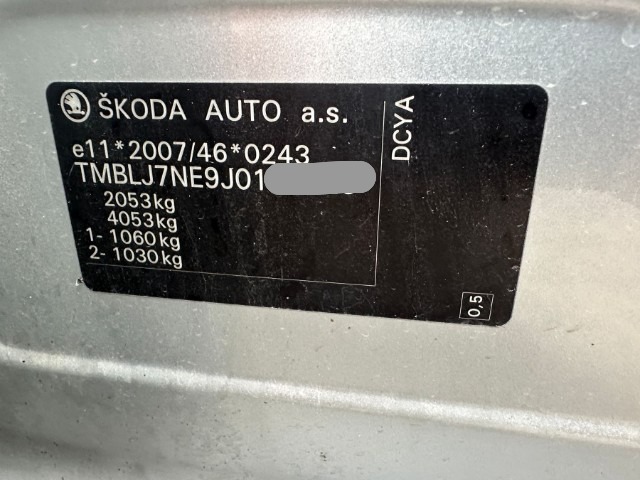 ŠKODA AUTO a.s.
e11*2007/46*0243
TMBLJ7NE9J01
2053kg
4053kg
1- 1060kg
2- 1030kg
DCYA
0,5